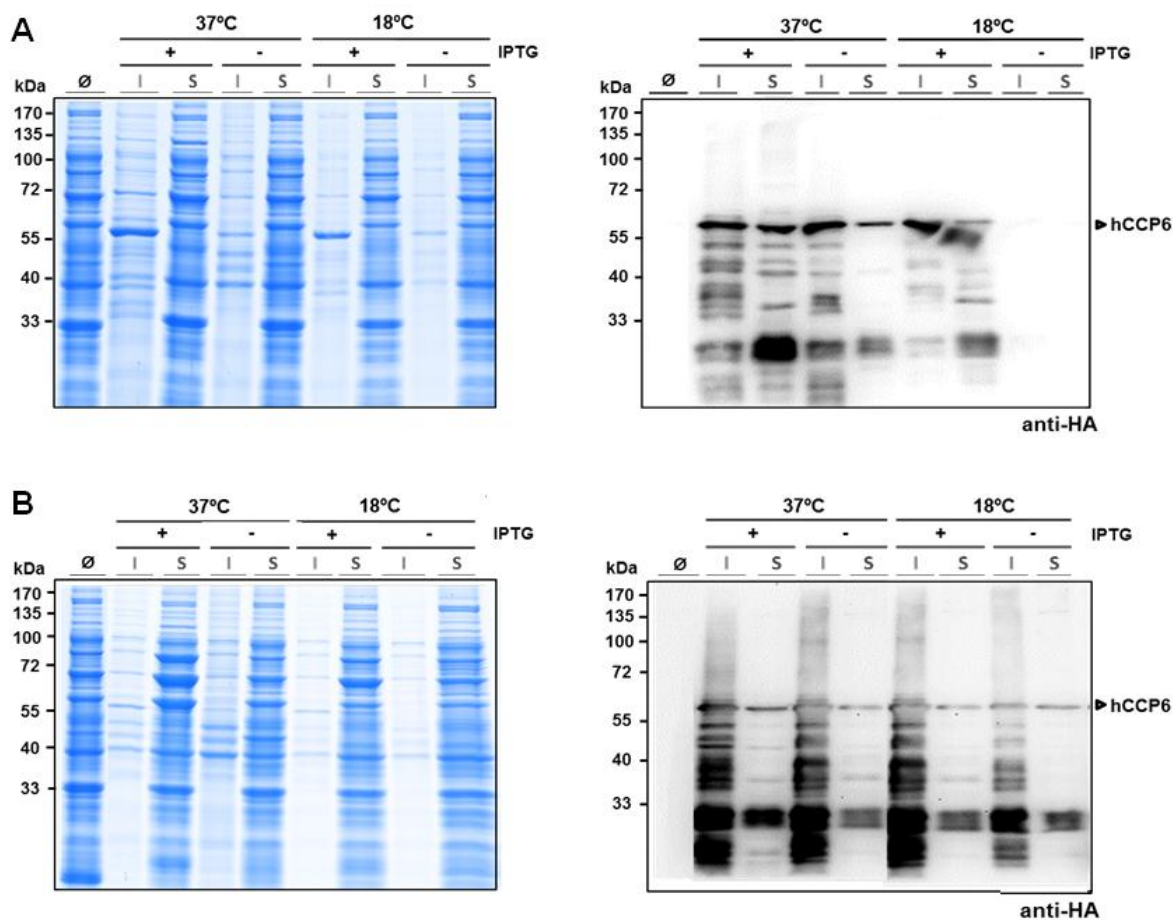 A
37ºC 18ºC
+ - + - IPTG
kDa Ø I S I S I S I S
170
135
100
72
55
40
33
37ºC 18ºC
+ - + - IPTG
kDa Ø I S I S I S I S
170
135
100
72
55
40
33
hCCP6
anti-HA
B
37ºC 18ºC
+ - + - IPTG
kDa Ø I S I S I S I S
170
135
100
72
55
40
33
37ºC 18ºC
+ - + - IPTG
kDa Ø I S I S I S I S
170
135
100
72
55
40
33
hCCP6
anti-HA